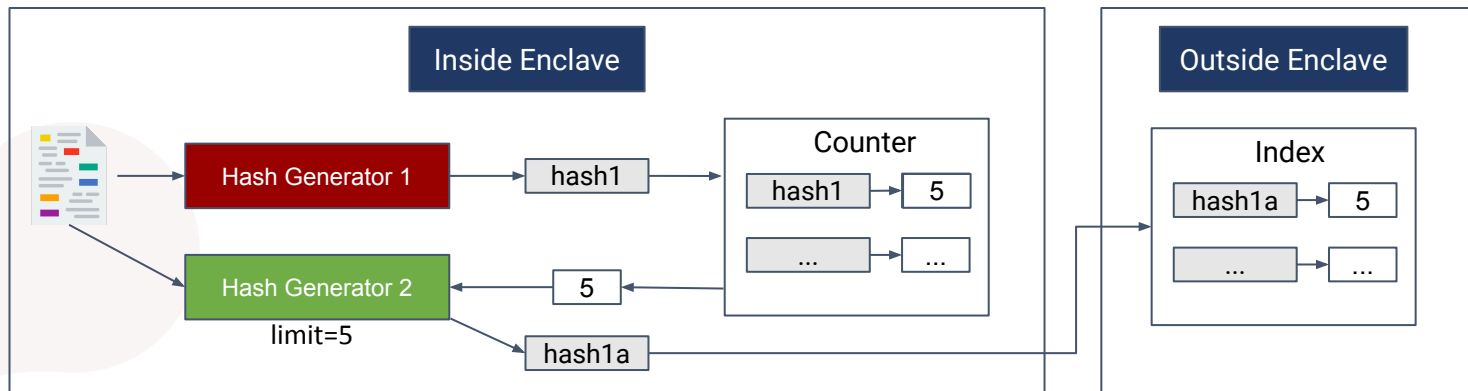 Inside Enclave
Outside Enclave
Counter
Index
Hash Generator 1
hash1
hash1
5
hash1a
5
...
...
...
...
Hash Generator 2
5
limit=5
hash1a